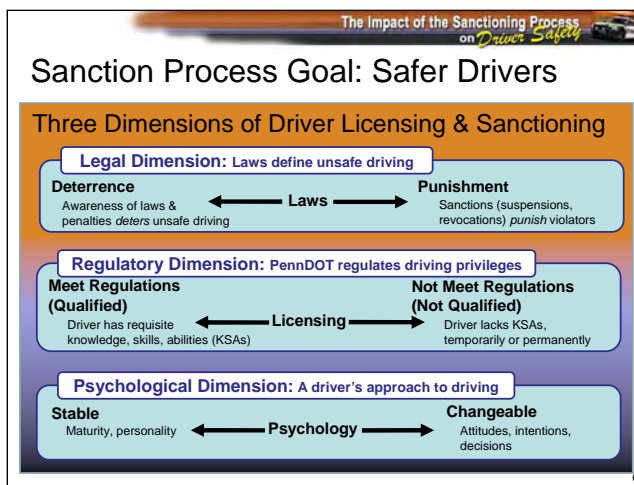 The Impact of the Sanctioning Process
on Driver Safety
Sanction Process Goal: Safer Drivers
Three Dimensions of Driver Licensing & Sanctioning
Legal Dimension: Laws define unsafe driving
Deterrence
Awareness of laws &
penalties deters unsafe driving
Laws
Punishment
Sanctions (suspensions,
revocations) punish violators
Regulatory Dimension: PennDOT regulates driving privileges
Meet Regulations
(Qualified)
Driver has requisite
knowledge, skills, abilities (KSAs)
Licensing
Not Meet Regulations
(Not Qualified)
Driver lacks KSAs,
temporarily or permanently
Psychological Dimension: A driver's approach to driving
Stable
Maturity, personality
Psychology
Changeable
Attitudes, intentions,
decisions